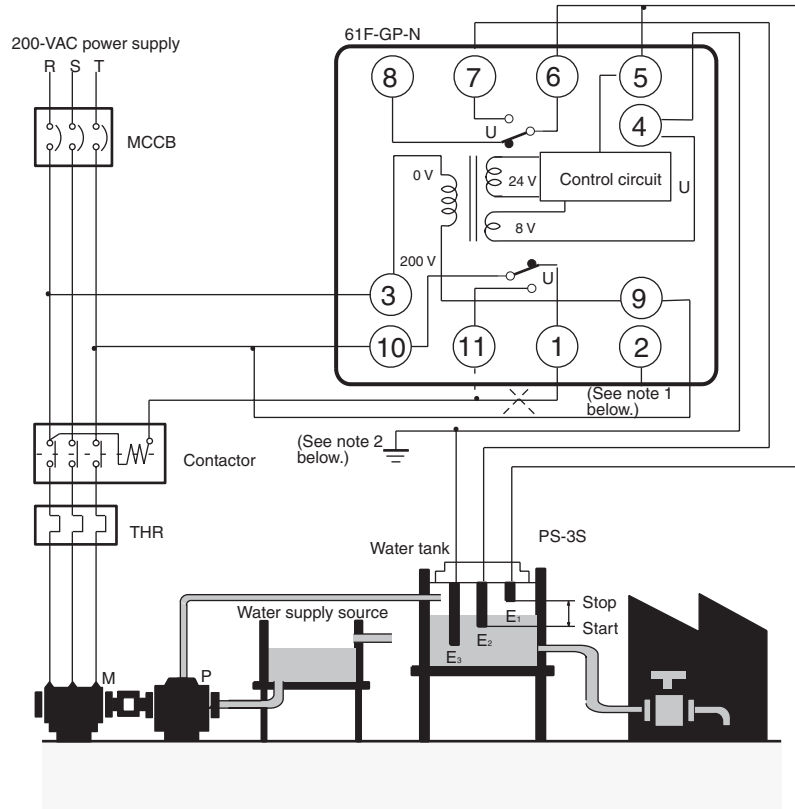 200-VAC power supply
R S T
MCCB
61F-GP-N
8 7 6 5
4
U
0 V
24 V
Control circuit
U
8 V
200 V
U
3
9
10 11 1 2
(See note 1
below.)
(See note 2
below.)
Contactor
THR
Water tank
PS-3S
Water supply source
Stop
Start
E₁
E₂
E₃
M
P